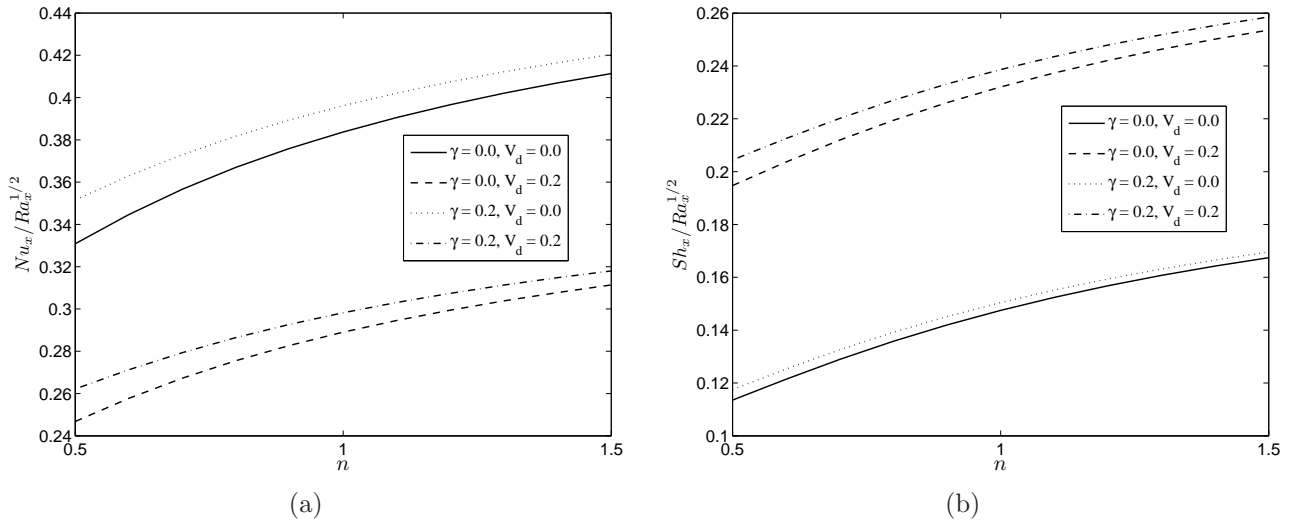 0.44
0.42
0.4
0.38
0.36
0.34
0.32
0.3
0.28
0.26
0.24
0.5
1
1.5
n
Nu_x/Ra_x^{1/2}
γ = 0.0, V_d = 0.0
γ = 0.0, V_d = 0.2
γ = 0.2, V_d = 0.0
γ = 0.2, V_d = 0.2
(a)
0.26
0.24
0.22
0.2
0.18
0.16
0.14
0.12
0.1
0.5
1
1.5
n
Sh_x/Ra_x^{1/2}
γ = 0.0, V_d = 0.0
γ = 0.0, V_d = 0.2
γ = 0.2, V_d = 0.0
γ = 0.2, V_d = 0.2
(b)